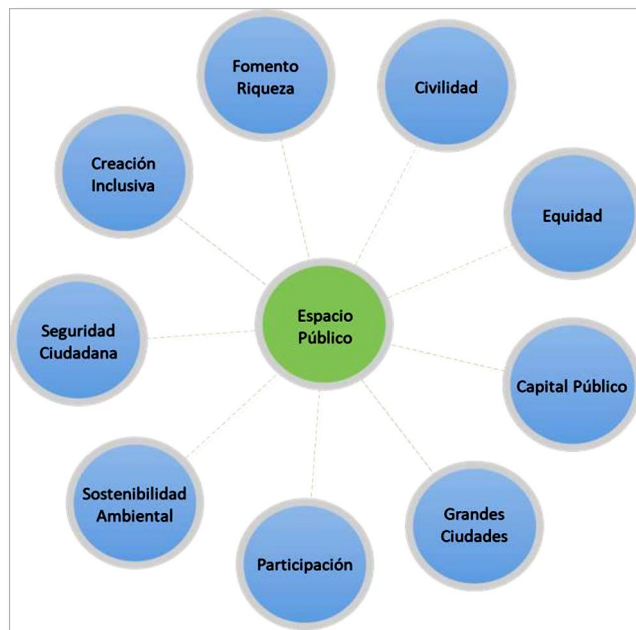 Fomento
Riqueza
Civilidad
Creación
Inclusiva
Equidad
Espacio
Público
Seguridad
Ciudadana
Capital Público
Sostenibilidad
Ambiental
Grandes
Ciudades
Participación